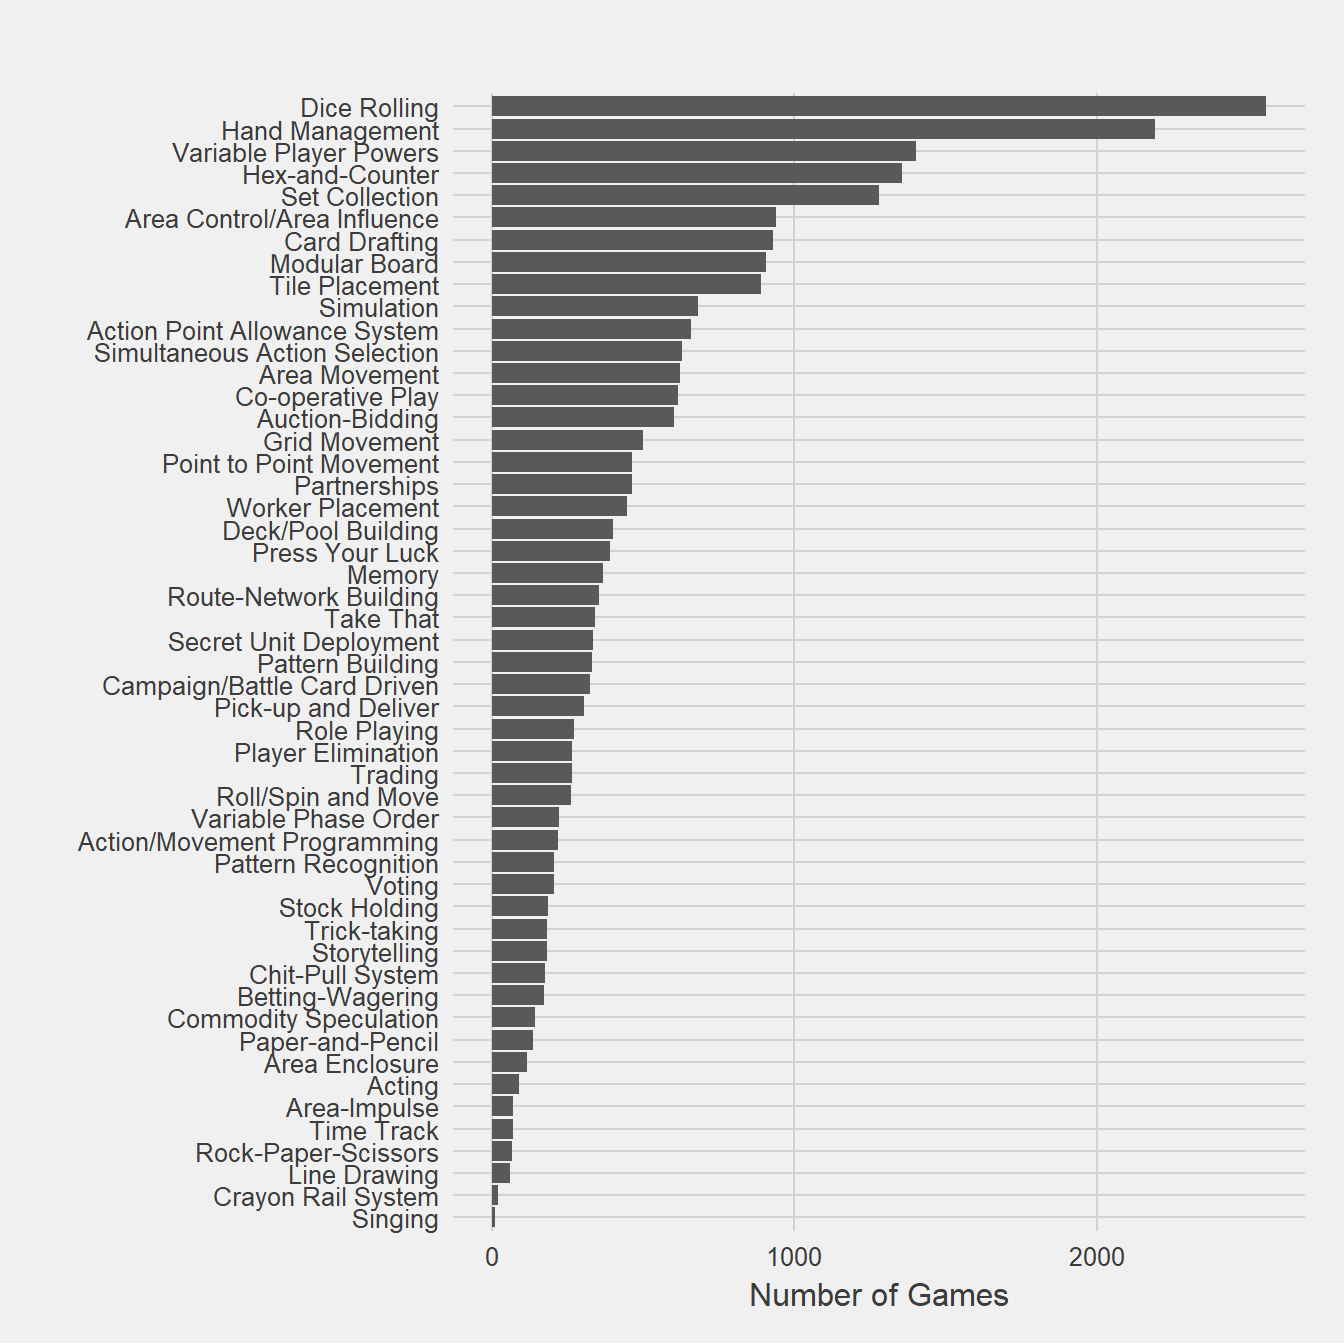 Dice Rolling
Hand Management
Variable Player Powers
Hex-and-Counter
Set Collection
Area Control/Area Influence
Card Drafting
Modular Board
Tile Placement
Simulation
Action Point Allowance System
Simultaneous Action Selection
Area Movement
Co-operative Play
Auction-Bidding
Grid Movement
Point to Point Movement
Partnerships
Worker Placement
Deck/Pool Building
Press Your Luck
Memory
Route-Network Building
Take That
Secret Unit Deployment
Pattern Building
Campaign/Battle Card Driven
Pick-up and Deliver
Role Playing
Player Elimination
Trading
Roll/Spin and Move
Variable Phase Order
Action/Movement Programming
Pattern Recognition
Voting
Stock Holding
Trick-taking
Storytelling
Chit-Pull System
Betting-Wagering
Commodity Speculation
Paper-and-Pencil
Area Enclosure
Acting
Area-Impulse
Time Track
Rock-Paper-Scissors
Line Drawing
Crayon Rail System
Singing
0 1000 2000
Number of Games